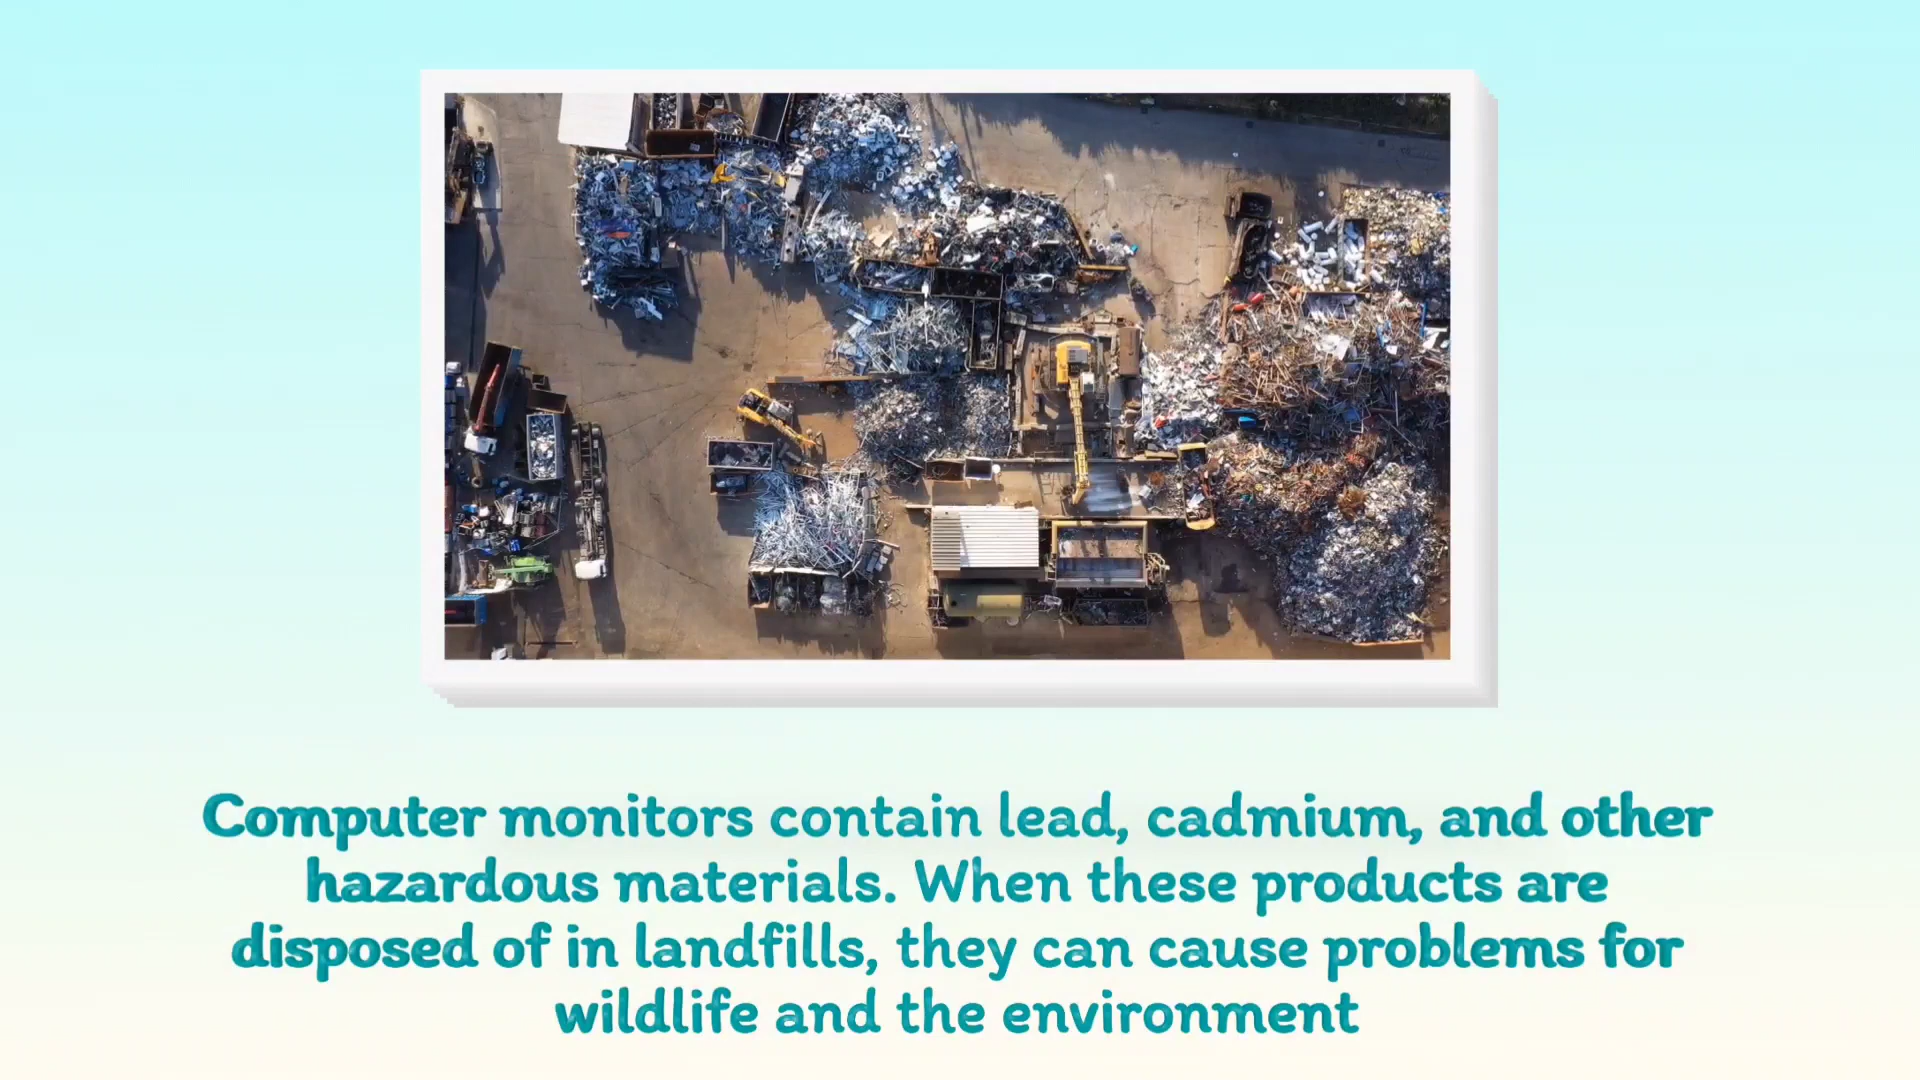 Computer monitors contain lead, cadmium, and other
hazardous materials. When these products are
disposed of in landfills, they can cause problems for
wildlife and the environment